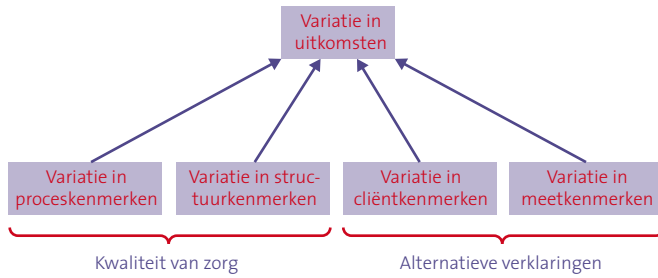 Variatie in
uitkomsten
Variatie in
proceskenmerken
Variatie in struc-
tuurkenmerken
Variatie in
cliëntkenmerken
Variatie in
meetkenmerken
Kwaliteit van zorg
Alternatieve verklaringen